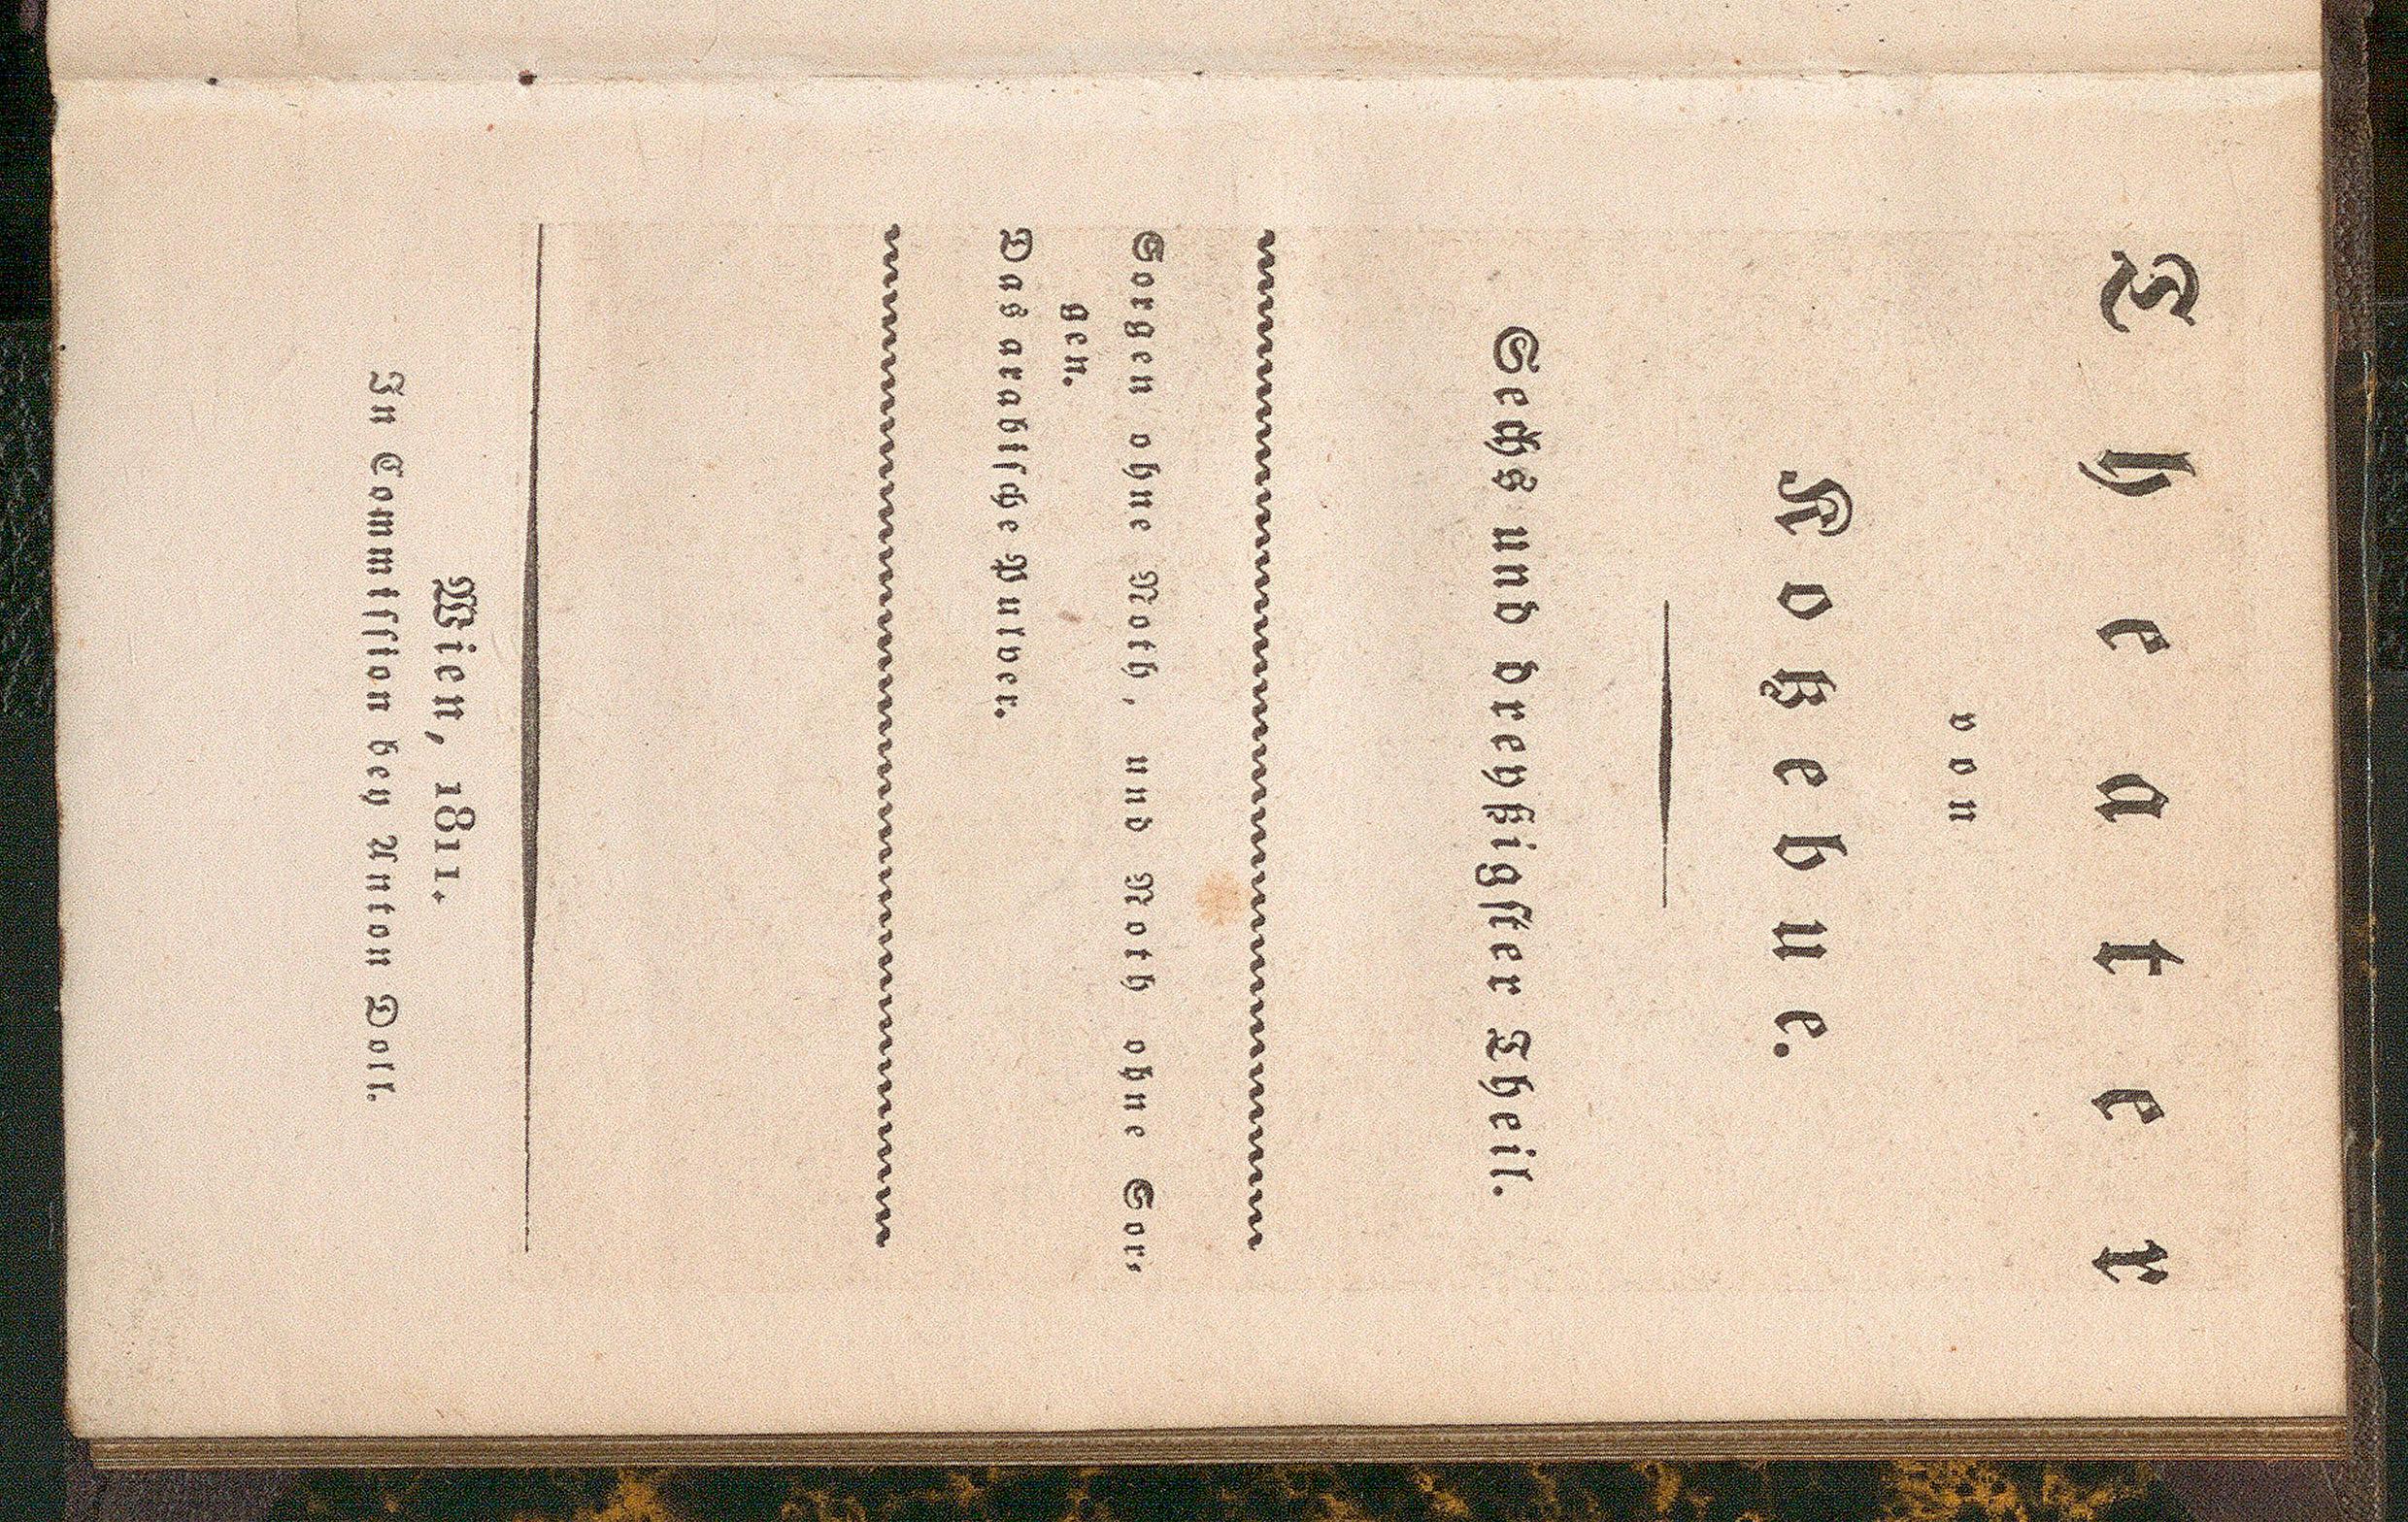 Theater
von
Kotzebue.
Sechs und dreyßigster Theil.
Sorgen ohne Noth, und Noth ohne Sor-
gen.
Das arabische Pulver.
Wien, 1811.
In Commission bey Anton Doll.